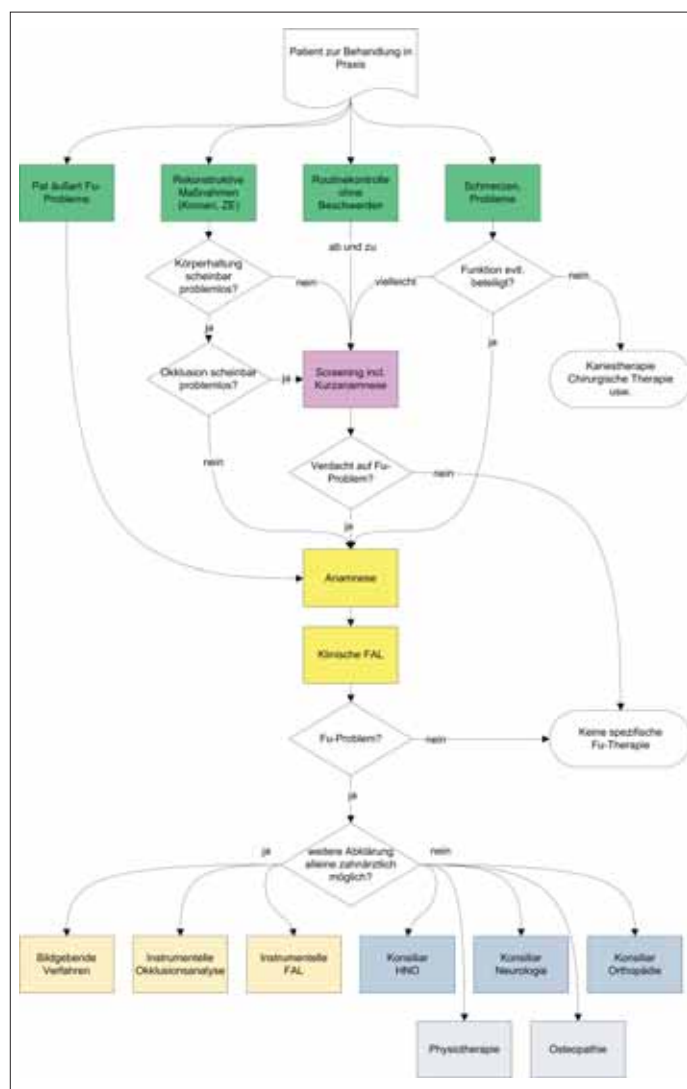 Patient zur Behandlung in
Praxis
Pat äußert Fu-
Probleme
Rekonstruktive
Maßnahmen
(Kronen, ZE)
Routinekontrolle
ohne
Beschwerden
Schmerzen,
Probleme
ab und zu
Körperhaltung
scheinbar
problemlos?
nein
vielleicht
Funktion evtl.
beteiligt?
nein
ja
ja
Okklusion scheinbar
problemlos?
ja
Screening incl.
Kurzanamnese
Kariestherapie
Chirurgische Therapie
usw.
nein
Verdacht auf Fu-
Problem?
nein
ja
Anamnese
Klinische FAL
Fu-Problem?
nein
Keine spezifische
Fu-Therapie
ja
ja
weitere Abklärung
alleine zahnärztlich
möglich?
nein
Bildgebende
Verfahren
Instrumentelle
Okklusionsanalyse
Instrumentelle
FAL
Konsiliar
HNO
Konsiliar
Neurologie
Konsiliar
Orthopädie
Physiotherapie
Osteopathie